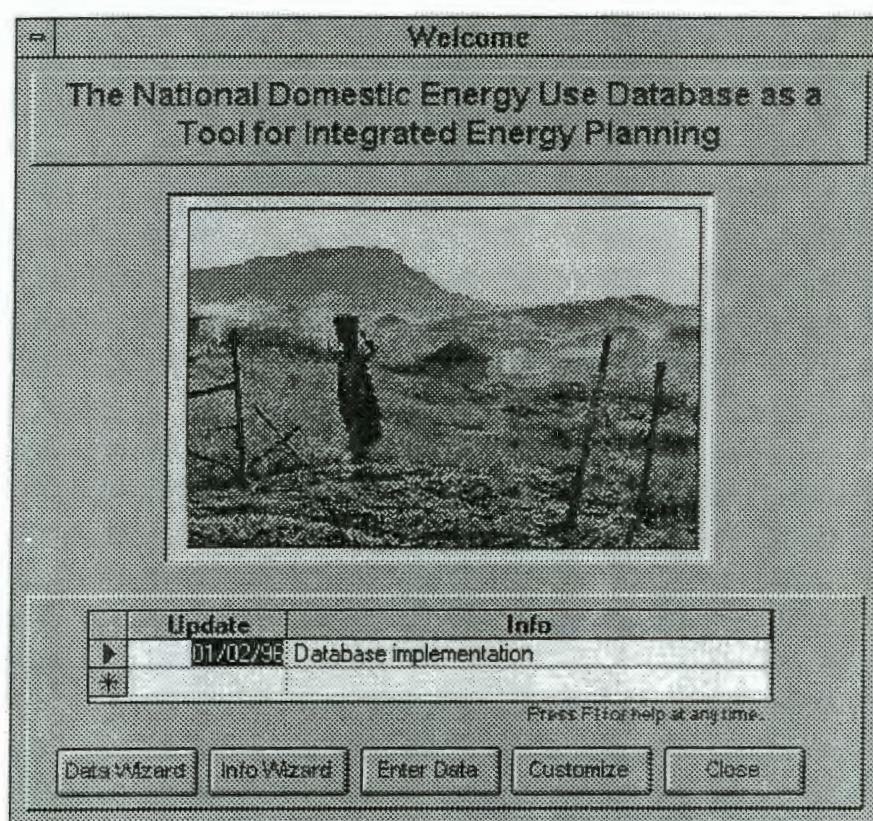 Welcome
The National Domestic Energy Use Database as a
Tool for Integrated Energy Planning
Update Info
Database implementation
Press F1 for help at any time.
Data Wizard Info Wizard Enter Data Customize Close